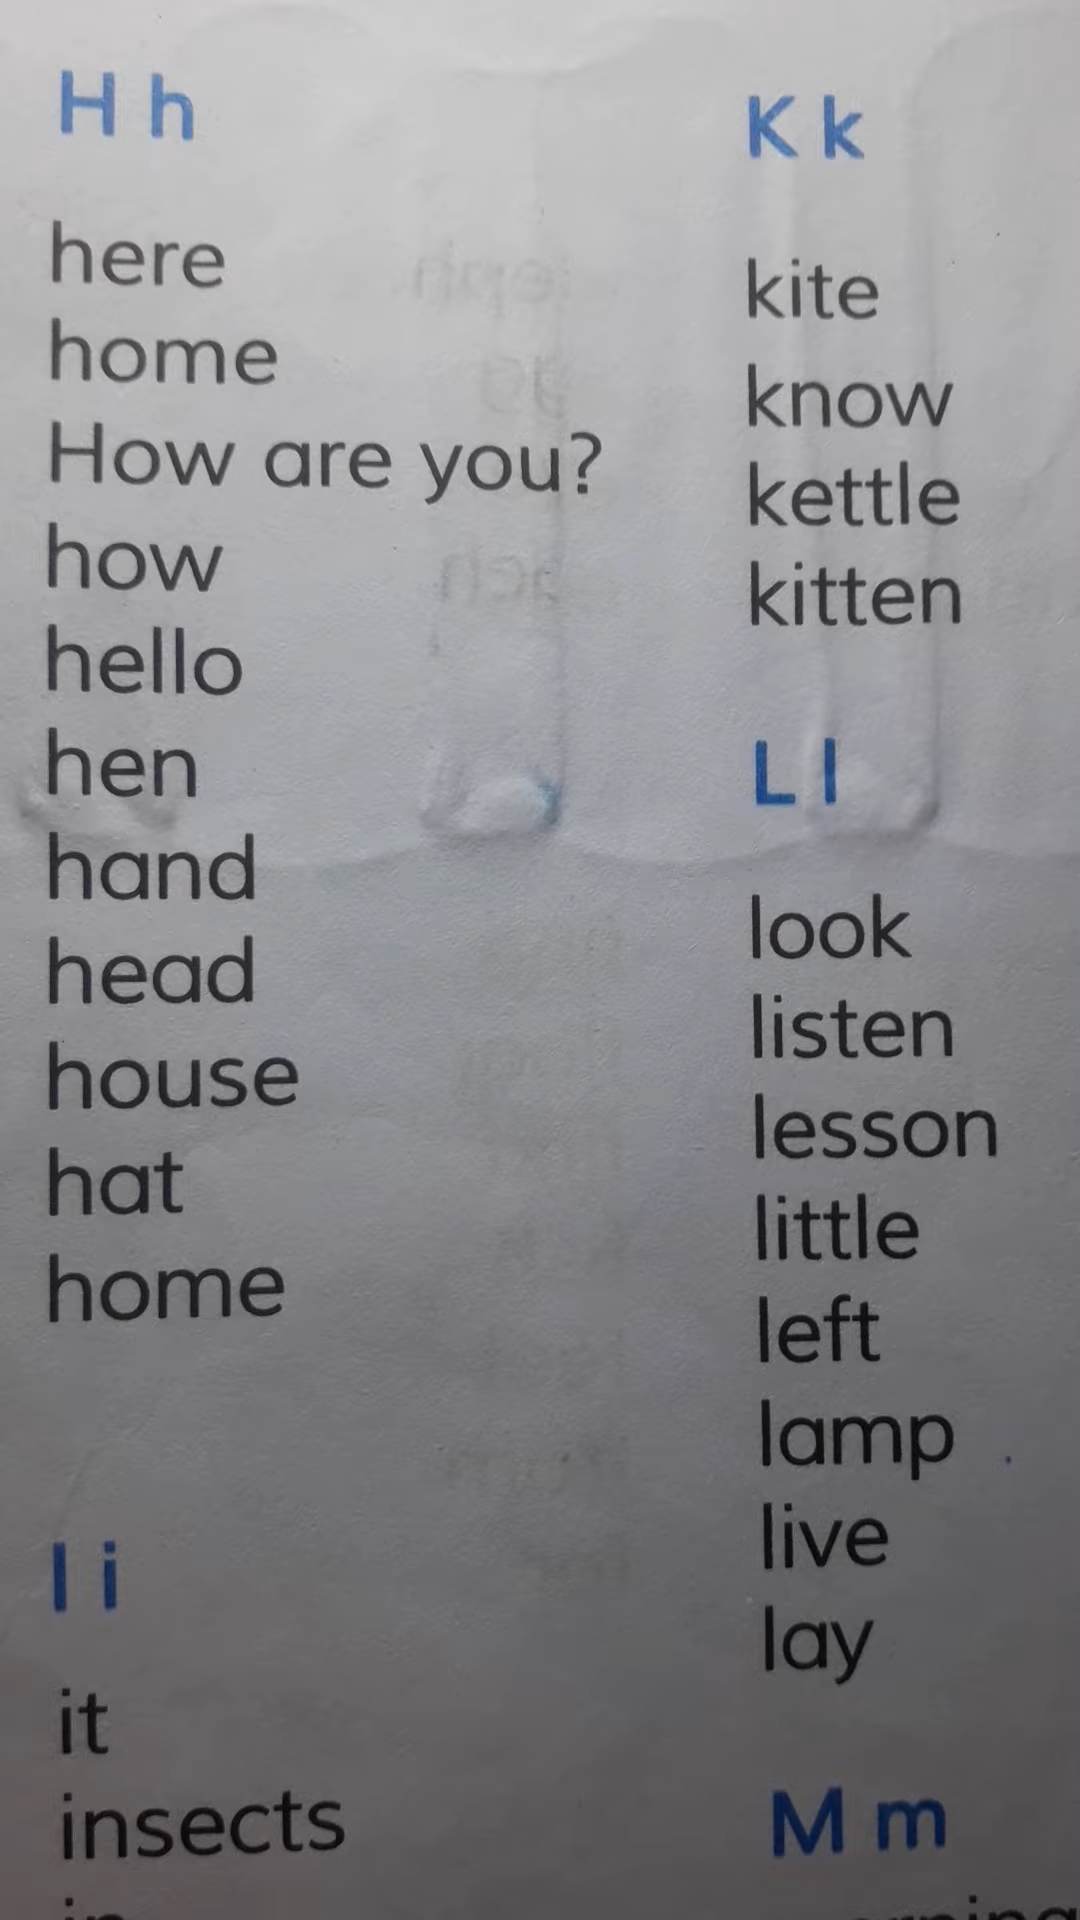 H h
here
home
How are you?
how
hello
hen
hand
head
house
hat
home
I i
it
insects
K k
kite
know
kettle
kitten
L l
look
listen
lesson
little
left
lamp
live
lay
M m